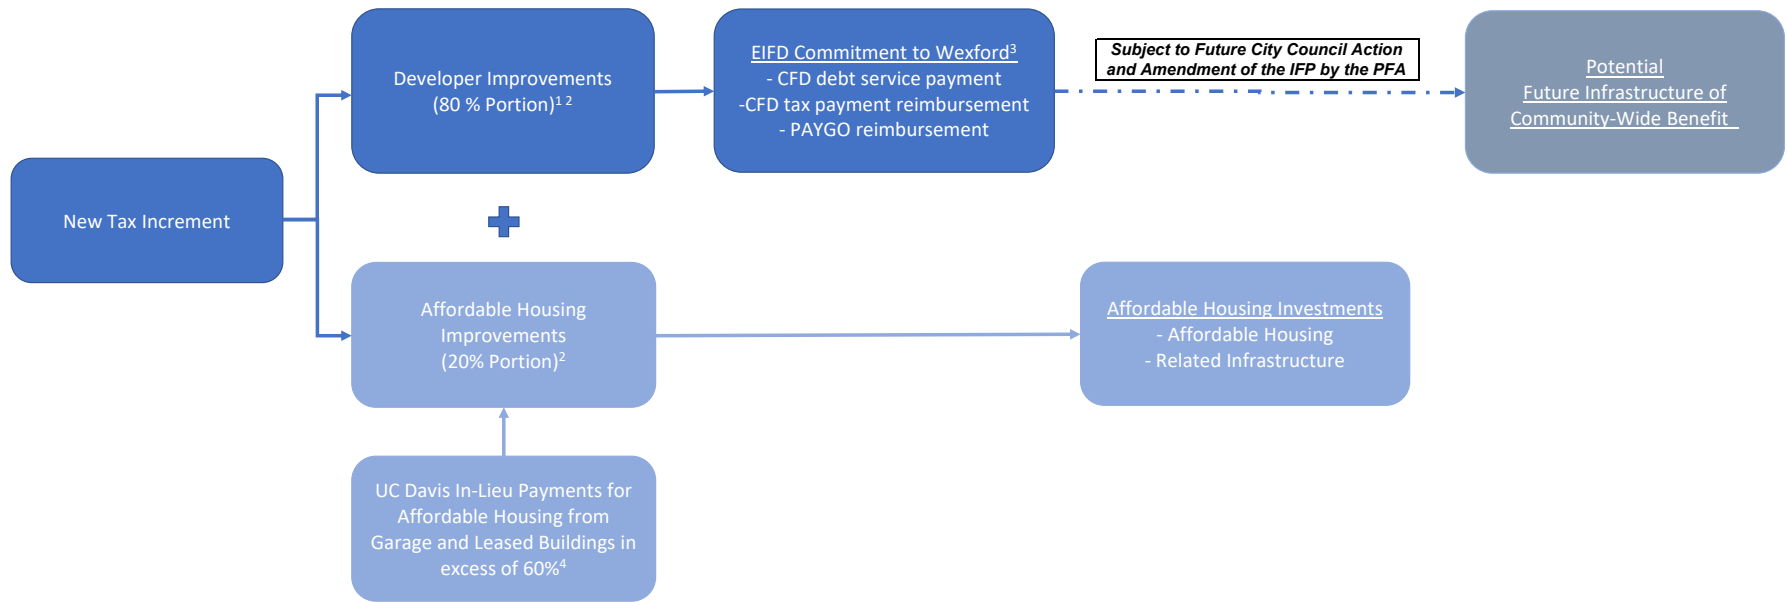 New Tax Increment
Developer Improvements
(80 % Portion)¹ ²
EIFD Commitment to Wexford³
- CFD debt service payment
-CFD tax payment reimbursement
- PAYGO reimbursement
Subject to Future City Council Action
and Amendment of the IFP by the PFA
Potential
Future Infrastructure of
Community-Wide Benefit
Affordable Housing
Improvements
(20% Portion)²
Affordable Housing Investments
- Affordable Housing
- Related Infrastructure
UC Davis In-Lieu Payments for
Affordable Housing from
Garage and Leased Buildings in
excess of 60%⁴